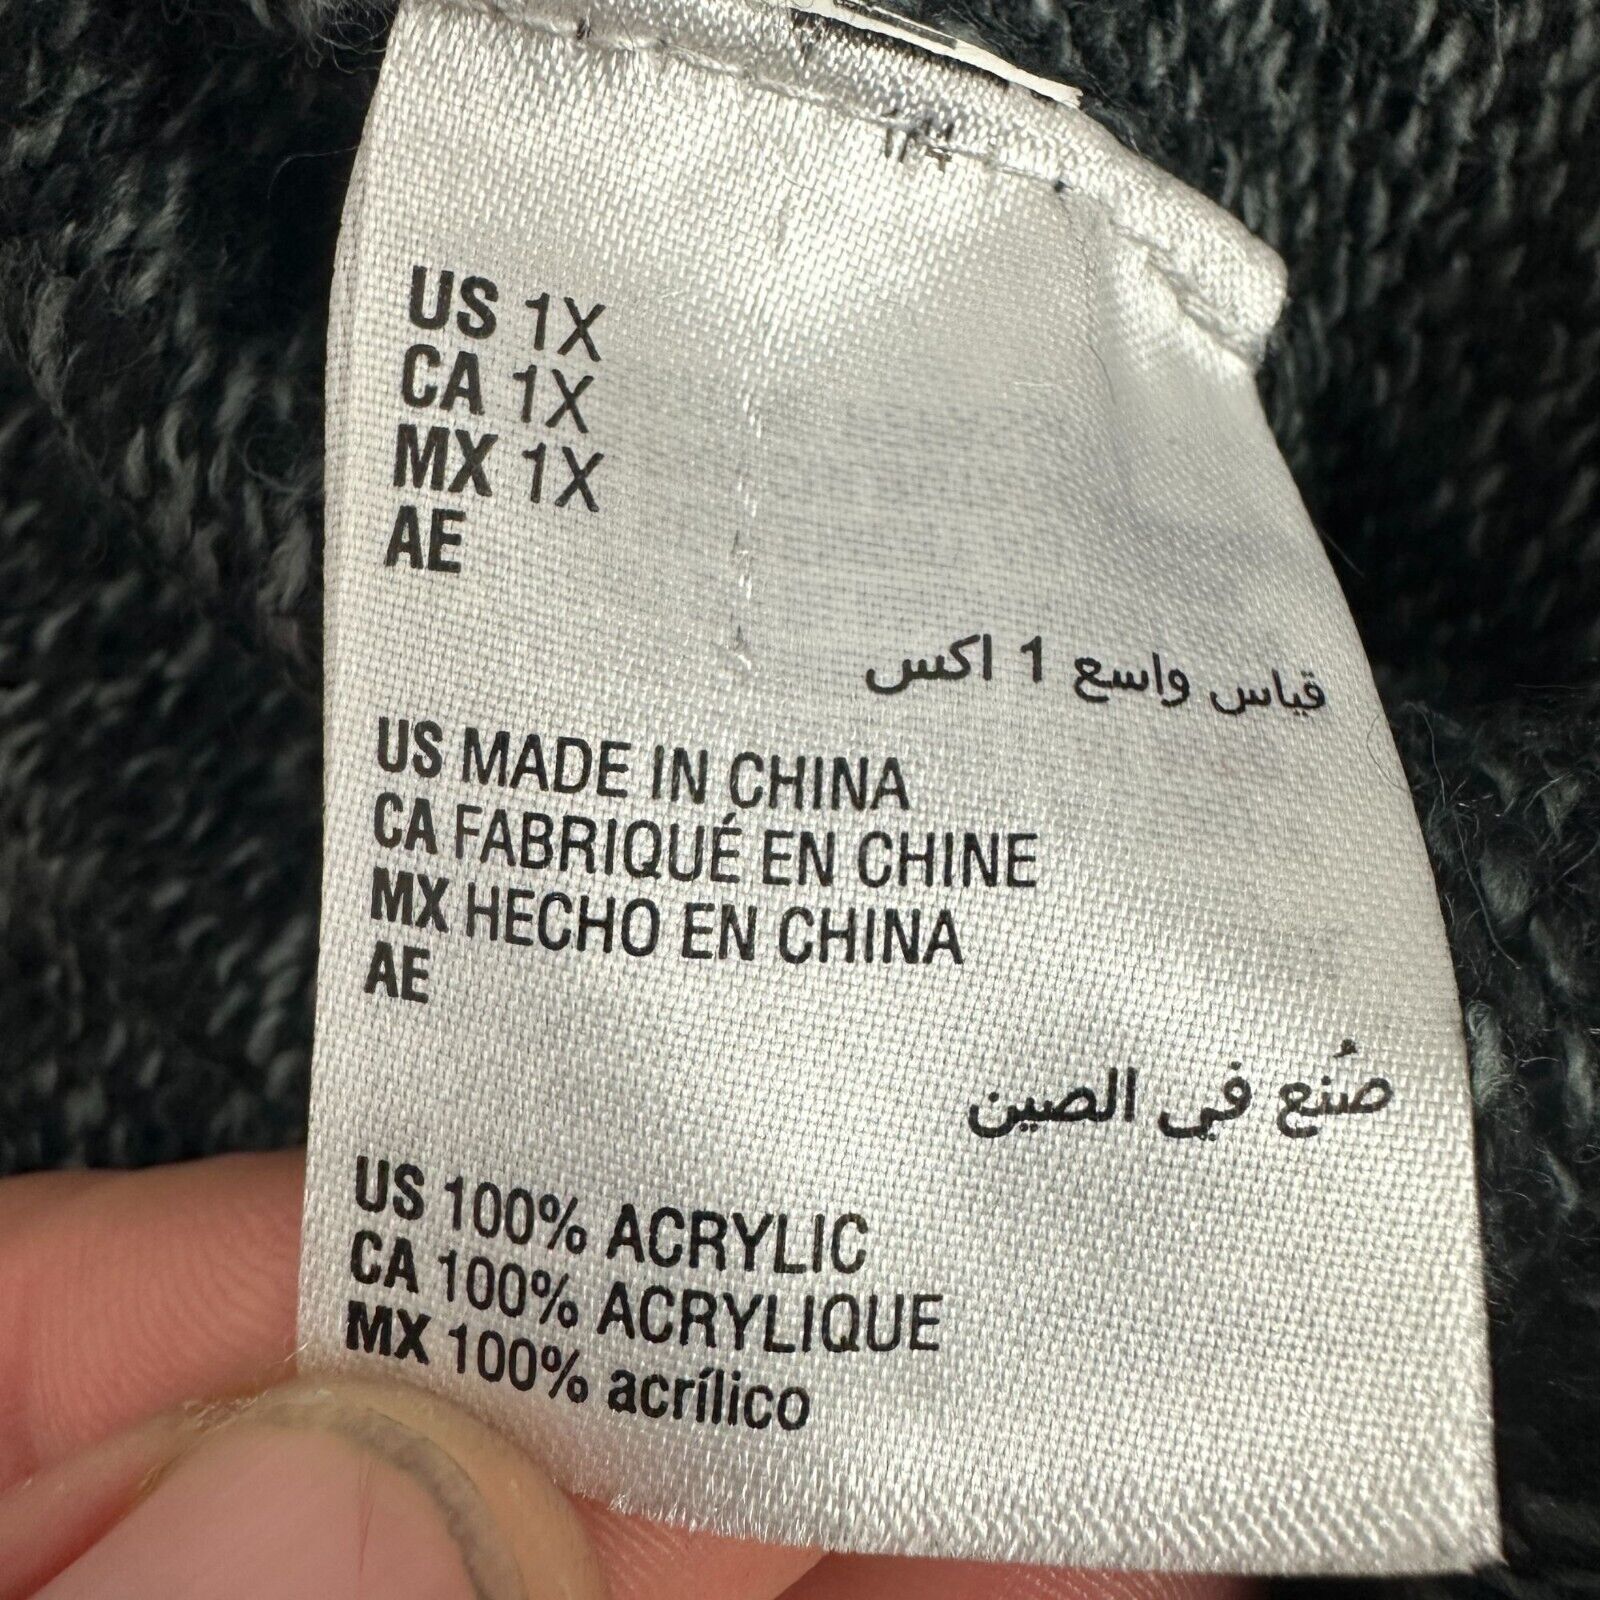 US 1X
CA 1X
MX 1X
AE
قياس واسع 1 اكس
US MADE IN CHINA
CA FABRIQUÉ EN CHINE
MX HECHO EN CHINA
AE
صُنع في الصين
US 100% ACRYLIC
CA 100% ACRYLIQUE
MX 100% acrílico